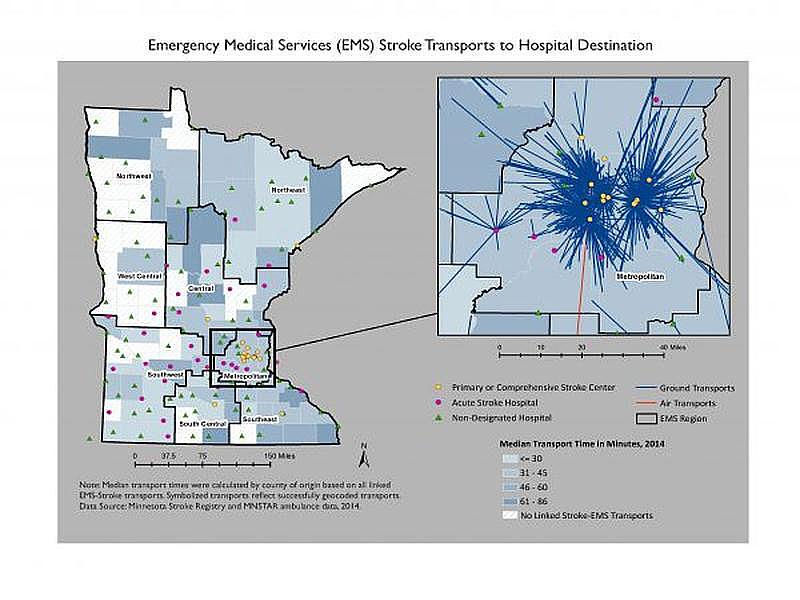 Emergency Medical Services (EMS) Stroke Transports to Hospital Destination
Northwest
Northeast
West Central
Central
Southwest
Metropolitan
South Central
Southeast
Metropolitan
0 10 20 40 Miles
0 37.5 75 150 Miles
N
Primary or Comprehensive Stroke Center
Acute Stroke Hospital
Non-Designated Hospital
Ground Transports
Air Transports
EMS Region
Median Transport Time in Minutes, 2014
<= 30
31 - 45
46 - 60
61 - 86
No Linked Stroke-EMS Transports
Note: Median transport times were calculated by county of origin based on all linked
EMS-Stroke transports. Symbolized transports reflect successfully geocoded transports.
Data Source: Minnesota Stroke Registry and MNSTAR ambulance data, 2014.